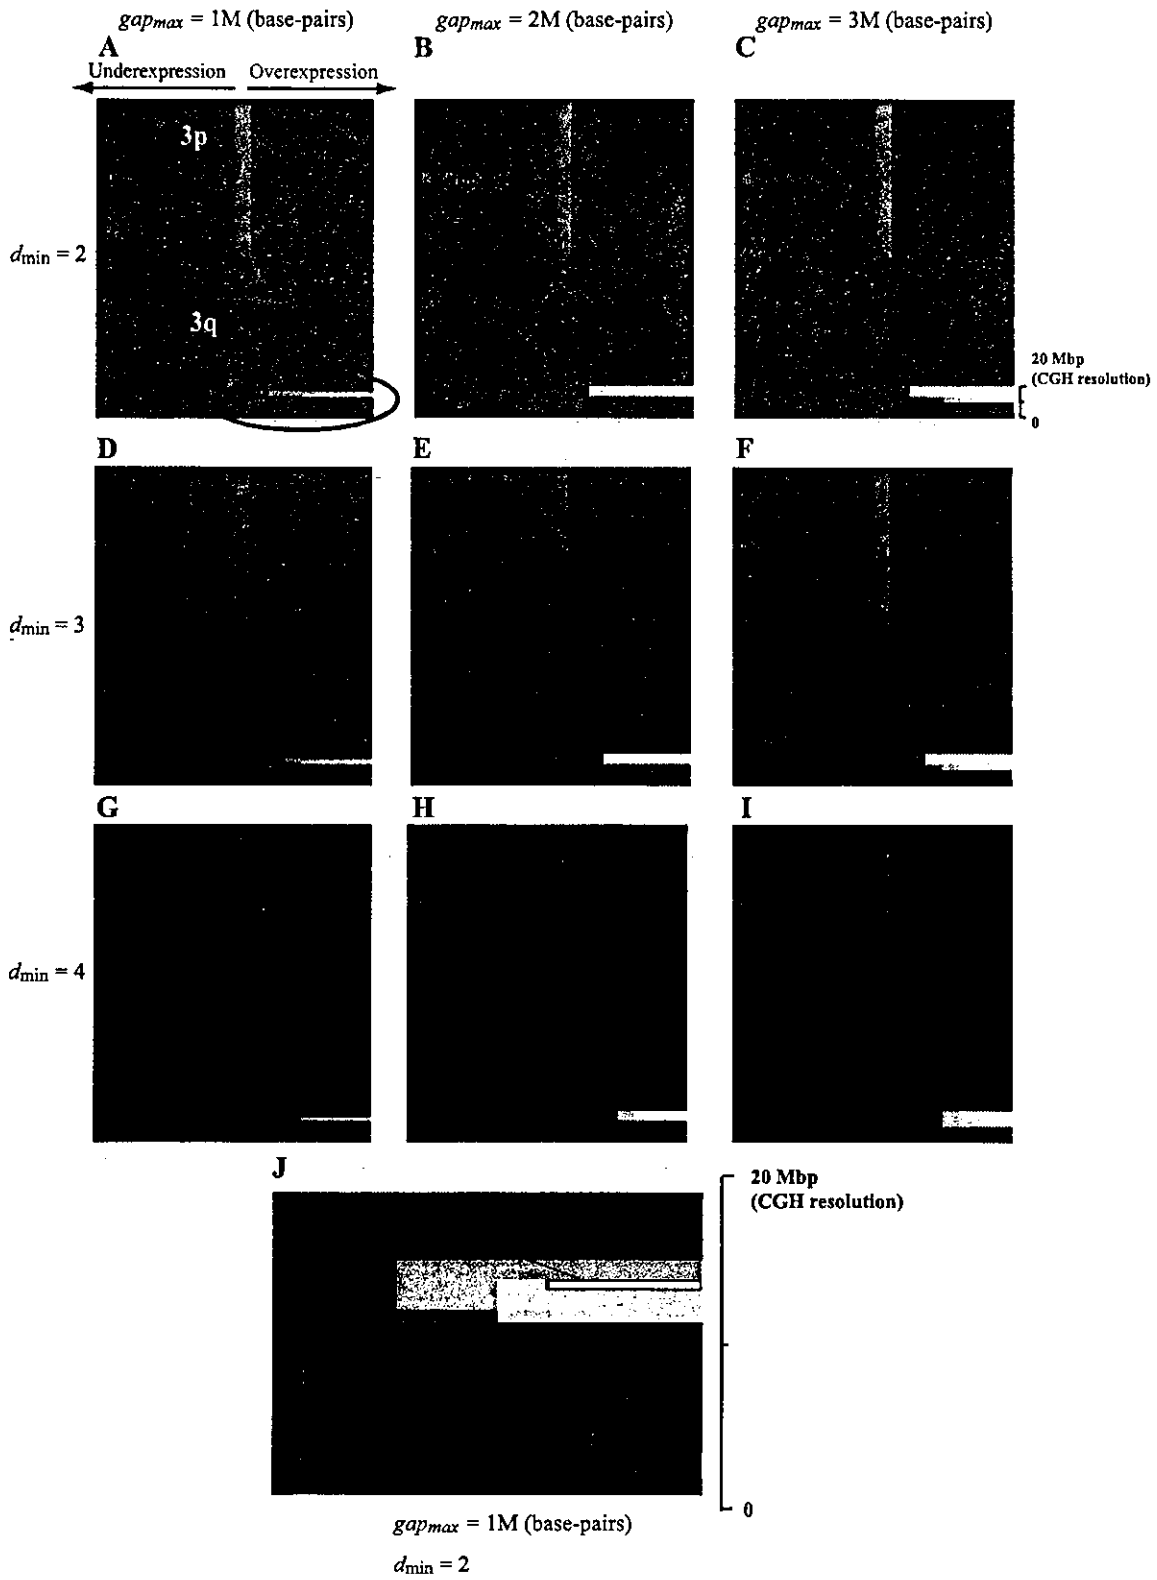 gapmax = 1M (base-pairs)
gapmax = 2M (base-pairs)
gapmax = 3M (base-pairs)
A
B
C
Underexpression
Overexpression
3p
dmin = 2
3q
20 Mbp
(CGH resolution)
0
D
E
F
dmin = 3
G
H
I
dmin = 4
J
20 Mbp
(CGH resolution)
0
gapmax = 1M (base-pairs)
dmin = 2